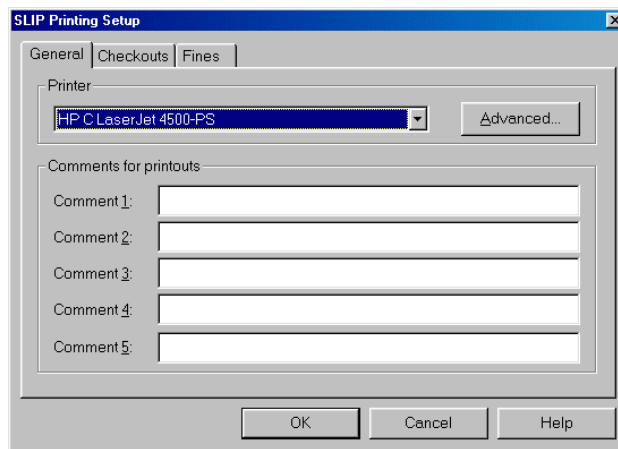 SLIP Printing Setup
General Checkouts Fines
Printer
HP C LaserJet 4500-PS Advanced...
Comments for printouts
Comment 1:
Comment 2:
Comment 3:
Comment 4:
Comment 5:
OK Cancel Help